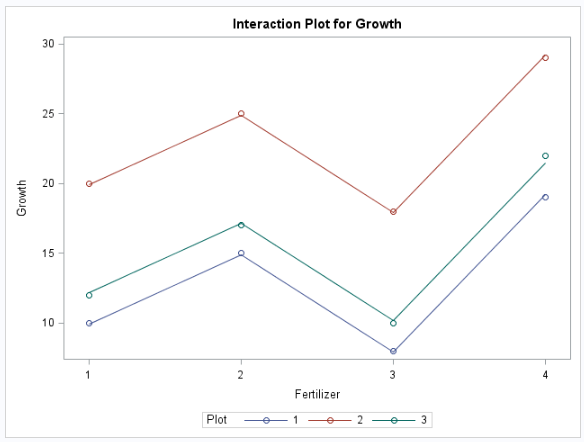 Interaction Plot for Growth
30
25
20
15
10
Growth
1 2 3 4
Fertilizer
Plot 1 2 3